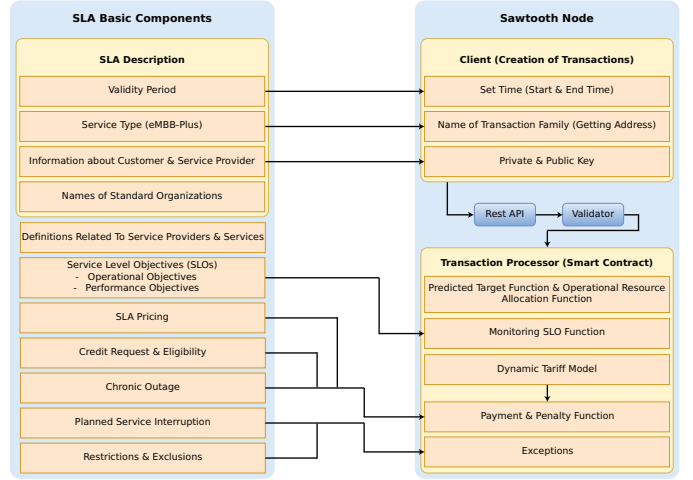 SLA Basic Components
SLA Description
Validity Period
Service Type (eMBB-Plus)
Information about Customer & Service Provider
Names of Standard Organizations
Definitions Related To Service Providers & Services
Service Level Objectives (SLOs)
- Operational Objectives
- Performance Objectives
SLA Pricing
Credit Request & Eligibility
Chronic Outage
Planned Service Interruption
Restrictions & Exclusions
Sawtooth Node
Client (Creation of Transactions)
Set Time (Start & End Time)
Name of Transaction Family (Getting Address)
Private & Public Key
Rest API
Validator
Transaction Processor (Smart Contract)
Predicted Target Function & Operational Resource
Allocation Function
Monitoring SLO Function
Dynamic Tariff Model
Payment & Penalty Function
Exceptions